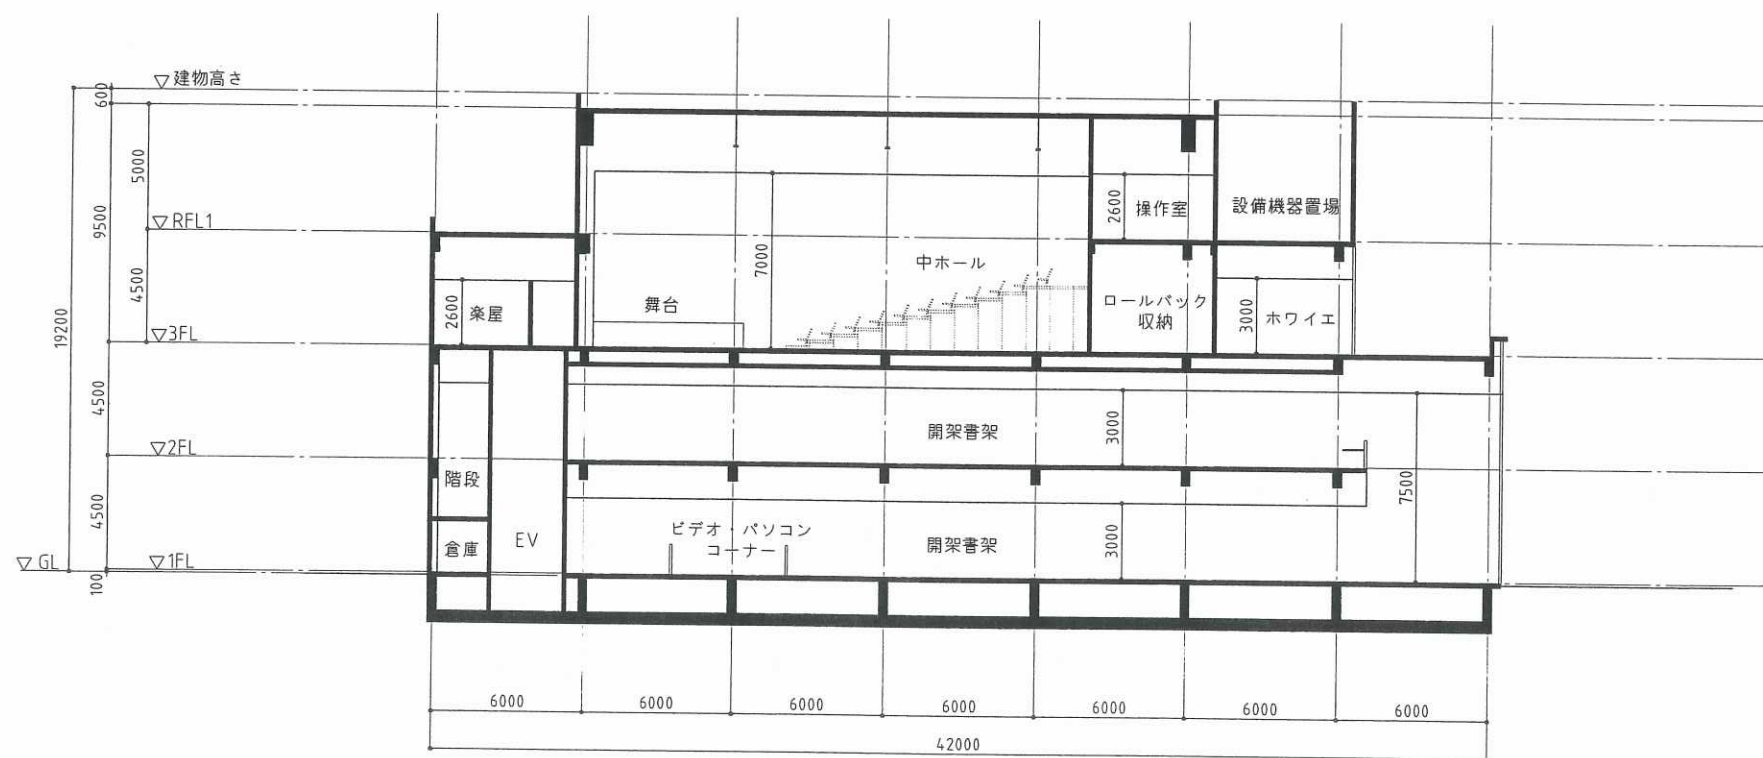 ▽建物高さ
600
5000
9500
▽RFL1
4500
19200
▽3FL
4500
▽2FL
4500
▽GL
▽1FL
100
2600
操作室
設備機器置場
7000
中ホール
2600
楽屋
舞台
ロールバック
収納
3000
ホワイエ
開架書架
3000
7500
階段
倉庫
EV
ビデオ・パソコン
コーナー
開架書架
3000
6000
6000
6000
6000
6000
6000
6000
42000